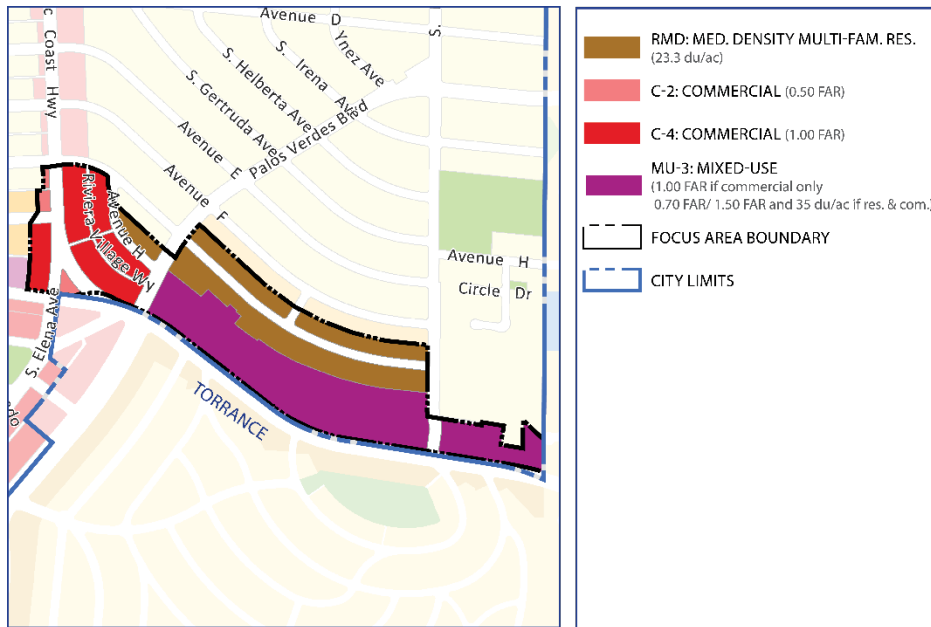 Avenue D
S.
c Coast Hwy
Ynez Ave
S. Irena Ave
S. Helberta Ave
S. Gertruda Ave
Palos Verdes Blvd
Avenue E
Avenue F
Avenue H
Riviera Village Wy
Avenue H
Circle Dr
S. Elena Ave
edo
TORRANCE
RMD: MED. DENSITY MULTI-FAM. RES.
(23.3 du/ac)
C-2: COMMERCIAL (0.50 FAR)
C-4: COMMERCIAL (1.00 FAR)
MU-3: MIXED-USE
(1.00 FAR if commercial only
0.70 FAR/ 1.50 FAR and 35 du/ac if res. & com.)
FOCUS AREA BOUNDARY
CITY LIMITS